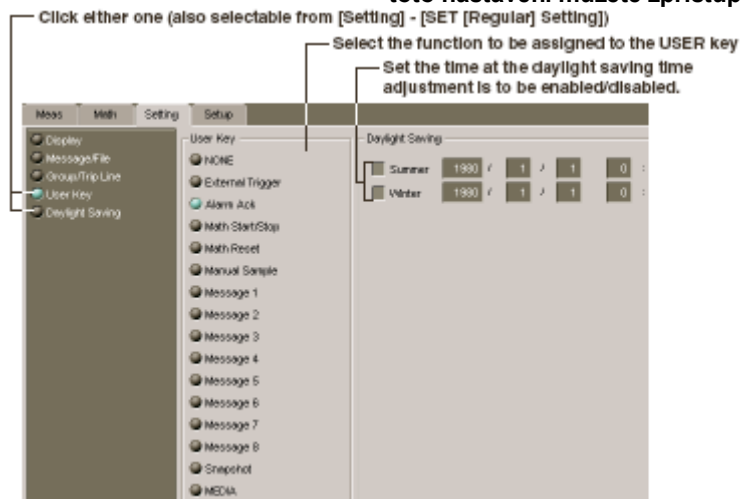 toto nastavení můžete zpřístup
Click either one (also selectable from [Setting] - [SET [Regular] Setting])
Select the function to be assigned to the USER key
Set the time at the daylight saving time
adjustment is to be enabled/disabled.
Meas Math Setting Setup
Display
Message/File
Group/Trip Line
User Key
Daylight Saving
User Key
NONE
External Trigger
Alarm Ack
Math Start/Stop
Math Reset
Manual Sample
Message 1
Message 2
Message 3
Message 4
Message 5
Message 6
Message 7
Message 8
Snapshot
MEDIA
Daylight Saving
Summer 1980 / 1 / 1 0 :
Winter 1980 / 1 / 1 0 :